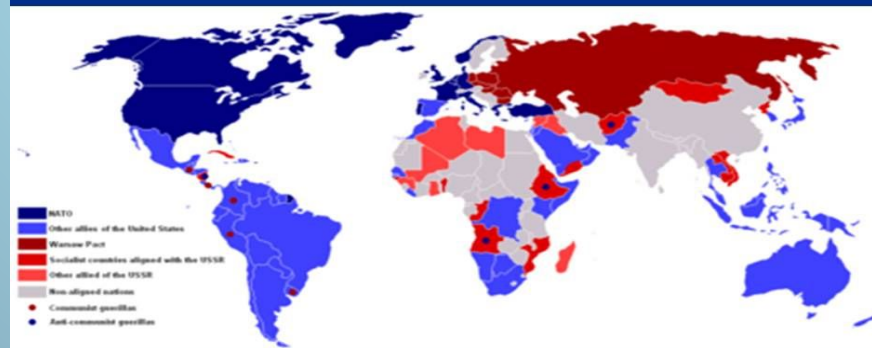 NATO
Other allies of the United States
Warsaw Pact
Socialist countries aligned with the USSR
Other allied of the USSR
Non-aligned nations
Communist guerillas
Anti-communist guerillas